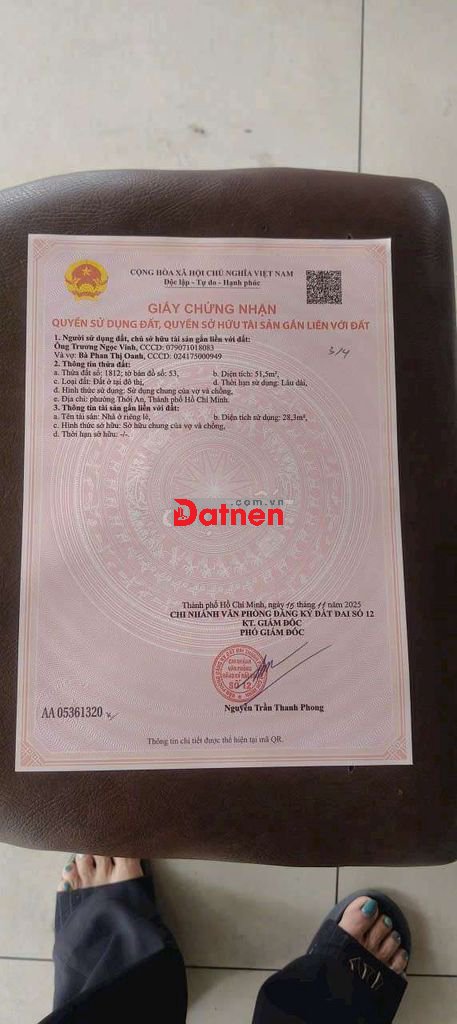 CỘNG HÒA XÃ HỘI CHỦ NGHĨA VIỆT NAM
Độc lập - Tự do - Hạnh phúc
GIẤY CHỨNG NHẬN
QUYỀN SỬ DỤNG ĐẤT, QUYỀN SỞ HỮU TÀI SẢN GẮN LIỀN VỚI ĐẤT
1. Người sử dụng đất, chủ sở hữu tài sản gắn liền với đất:
Ông Trương Ngọc Vinh, CCCD: 079071018083
Và vợ: Bà Phan Thị Oanh, CCCD: 024175000949
3/4
2. Thông tin thửa đất:
a. Thửa đất số: 1812; tờ bản đồ số: 53, b. Diện tích: 51,5m²,
c. Loại đất: Đất ở tại đô thị, d. Thời hạn sử dụng: Lâu dài,
đ. Hình thức sử dụng: Sử dụng chung của vợ và chồng,
e. Địa chỉ: phường Thới An, Thành phố Hồ Chí Minh.
3. Thông tin tài sản gắn liền với đất:
a. Tên tài sản: Nhà ở riêng lẻ, b. Diện tích sử dụng: 28,3m²,
c. Hình thức sở hữu: Sở hữu chung của vợ và chồng,
d. Thời hạn sở hữu: -/-.
.com.vn
Datnen
Thành phố Hồ Chí Minh, ngày 15 tháng 11 năm 2025
CHI NHÁNH VĂN PHÒNG ĐĂNG KÝ ĐẤT ĐAI SỐ 12
KT. GIÁM ĐỐC
PHÓ GIÁM ĐỐC
CHI NHÁNH
VĂN PHÒNG
SỐ 12
Nguyễn Trần Thanh Phong
AA 05361320
Thông tin chi tiết được thể hiện tại mã QR.